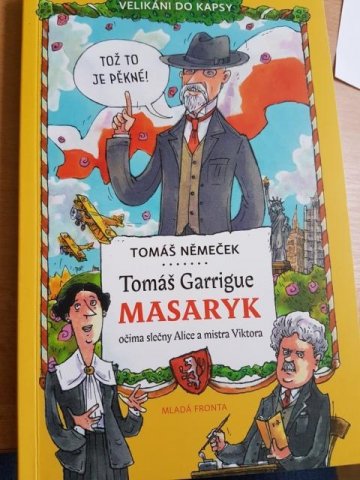 VELIKÁNI DO KAPSY
TOŽ TO
JE PĚKNÉ!
TOMÁŠ NĚMEČEK
Tomáš Garrigue
MASARYK
očima slečny Alice a mistra Viktora
MLADÁ FRONTA